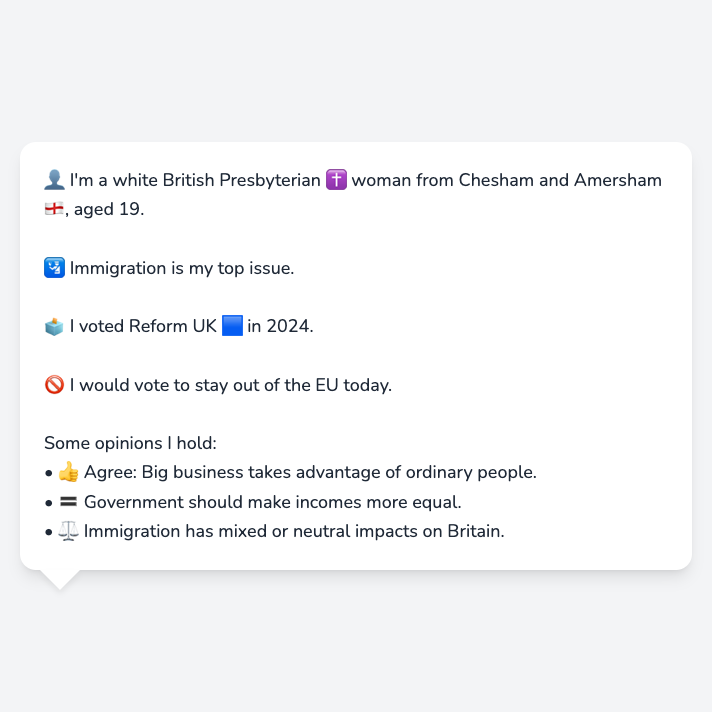 👤 I'm a white British Presbyterian ✝️ woman from Chesham and Amersham
🏴󠁧󠁢󠁥󠁮󠁧󠁿, aged 19.
🛂 Immigration is my top issue.
🗳️ I voted Reform UK 🟦 in 2024.
🚫 I would vote to stay out of the EU today.
Some opinions I hold:
• 👍 Agree: Big business takes advantage of ordinary people.
• 🟰 Government should make incomes more equal.
• ⚖️ Immigration has mixed or neutral impacts on Britain.